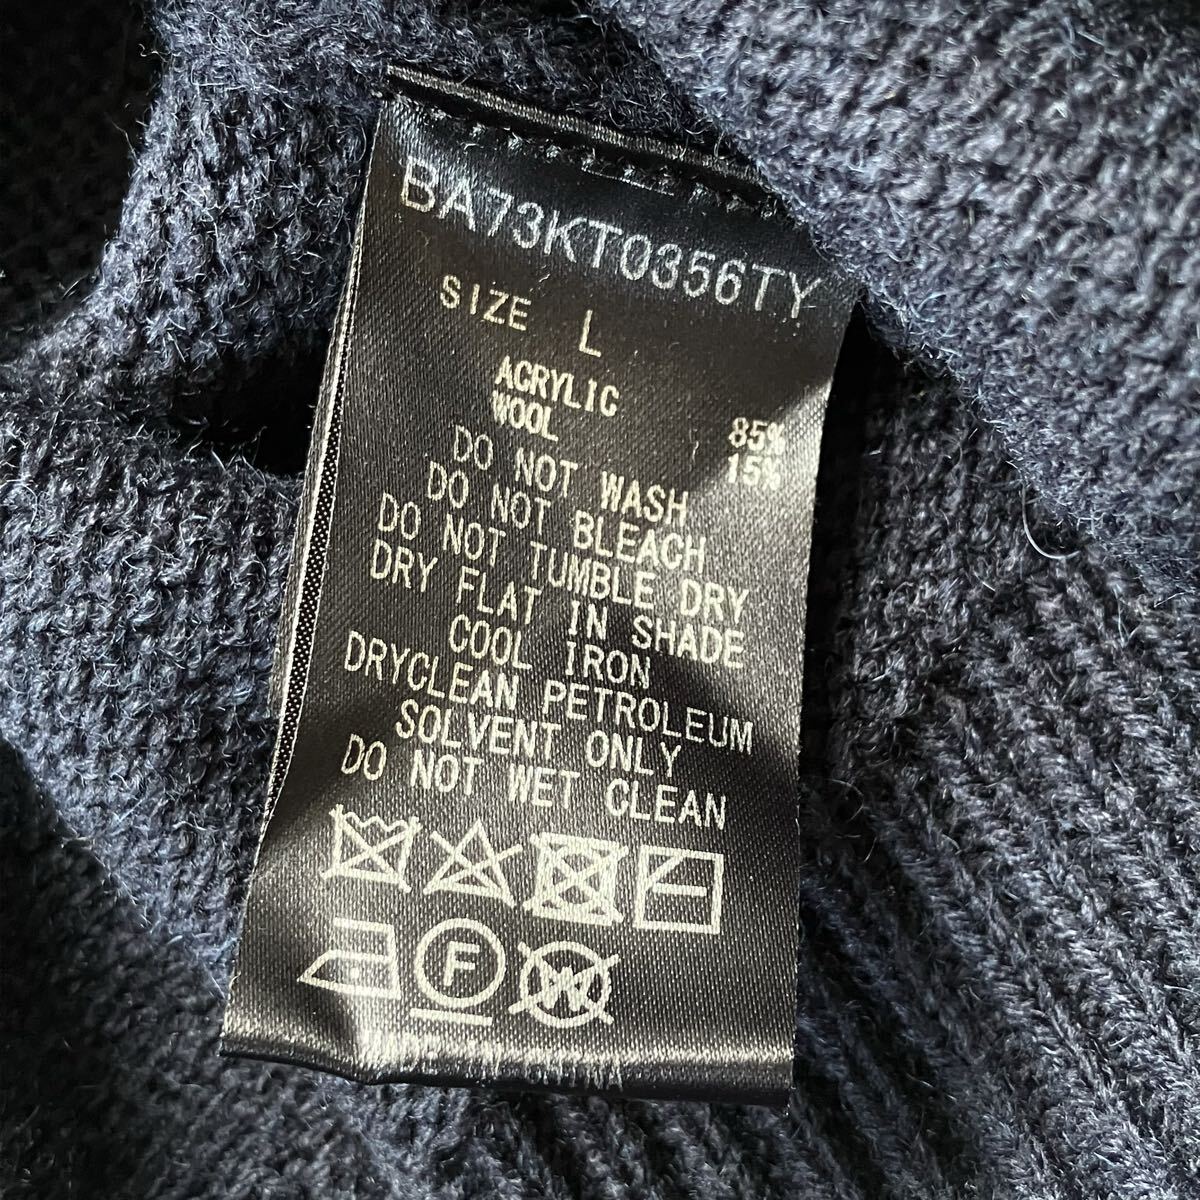 BA73KT0356TY
SIZE L
ACRYLIC 85%
WOOL 15%
DO NOT WASH
DO NOT BLEACH
DO NOT TUMBLE DRY
DRY FLAT IN SHADE
COOL IRON
DRYCLEAN PETROLEUM
SOLVENT ONLY
DO NOT WET CLEAN
F W